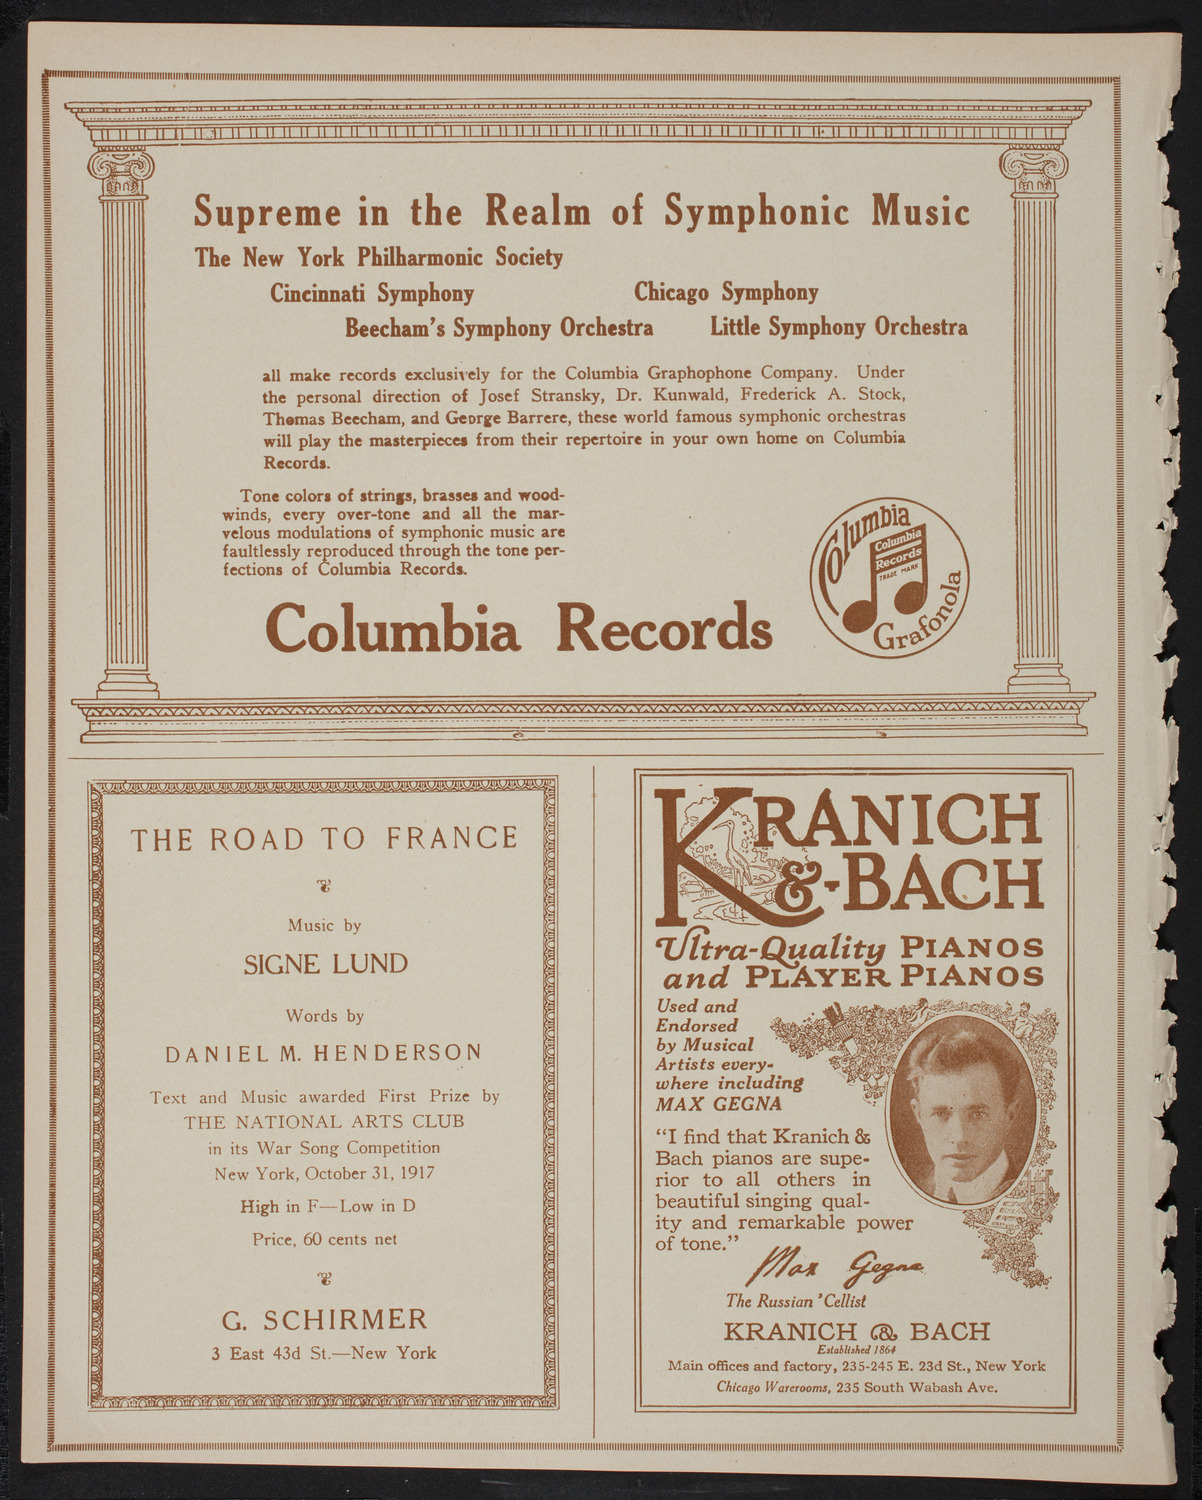 Supreme in the Realm of Symphonic Music
The New York Philharmonic Society
Cincinnati Symphony Chicago Symphony
Beecham's Symphony Orchestra Little Symphony Orchestra
all make records exclusively for the Columbia Graphophone Company. Under
the personal direction of Josef Stransky, Dr. Kunwald, Frederick A. Stock,
Thomas Beecham, and George Barrere, these world famous symphonic orchestras
will play the masterpieces from their repertoire in your own home on Columbia
Records.
Tone colors of strings, brasses and wood-
winds, every over-tone and all the mar-
velous modulations of symphonic music are
faultlessly reproduced through the tone per-
fections of Columbia Records.
Columbia Records
Columbia
Columbia
Records
TRADE MARK
Grafonola
THE ROAD TO FRANCE
Music by
SIGNE LUND
Words by
DANIEL M. HENDERSON
Text and Music awarded First Prize by
THE NATIONAL ARTS CLUB
in its War Song Competition
New York, October 31, 1917
High in F—Low in D
Price, 60 cents net
G. SCHIRMER
3 East 43d St.—New York
KRANICH
&-BACH
Ultra-Quality PIANOS
and PLAYER PIANOS
Used and
Endorsed
by Musical
Artists every-
where including
MAX GEGNA
"I find that Kranich &
Bach pianos are supe-
rior to all others in
beautiful singing qual-
ity and remarkable power
of tone."
Max Gegna
The Russian 'Cellist
KRANICH & BACH
Established 1864
Main offices and factory, 235-245 E. 23d St., New York
Chicago Warerooms, 235 South Wabash Ave.